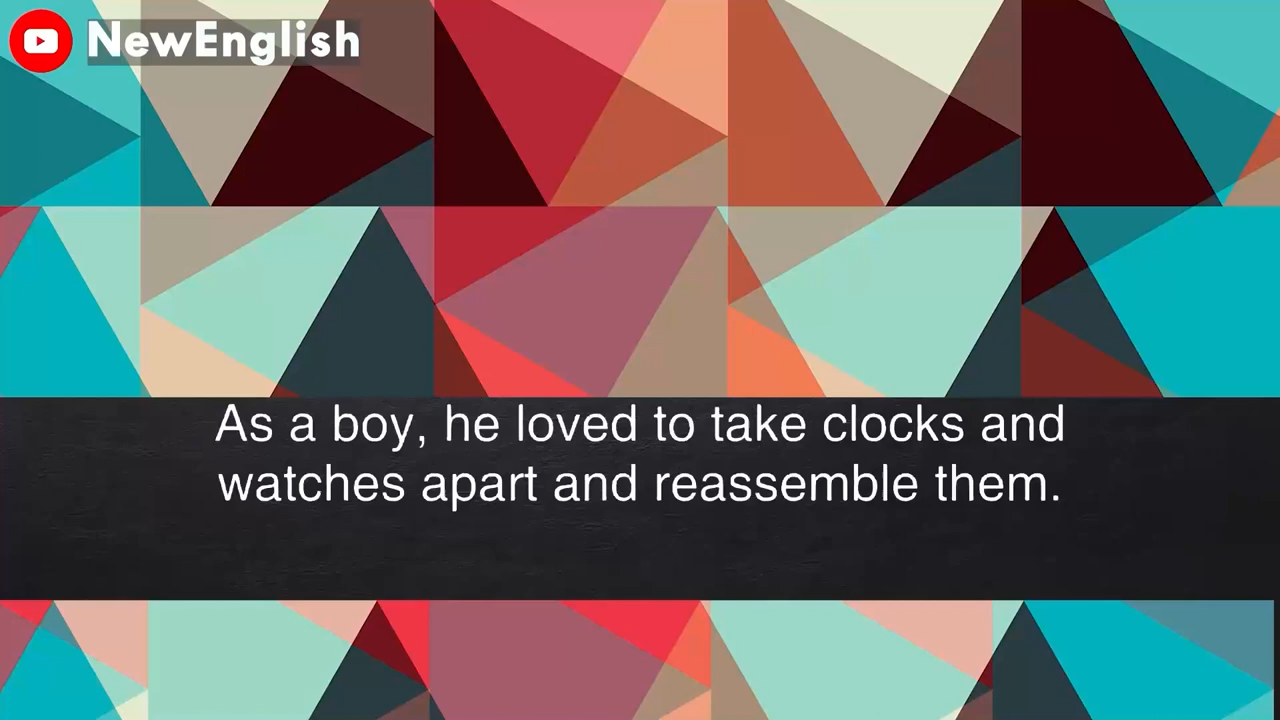 NewEnglish
As a boy, he loved to take clocks and
watches apart and reassemble them.